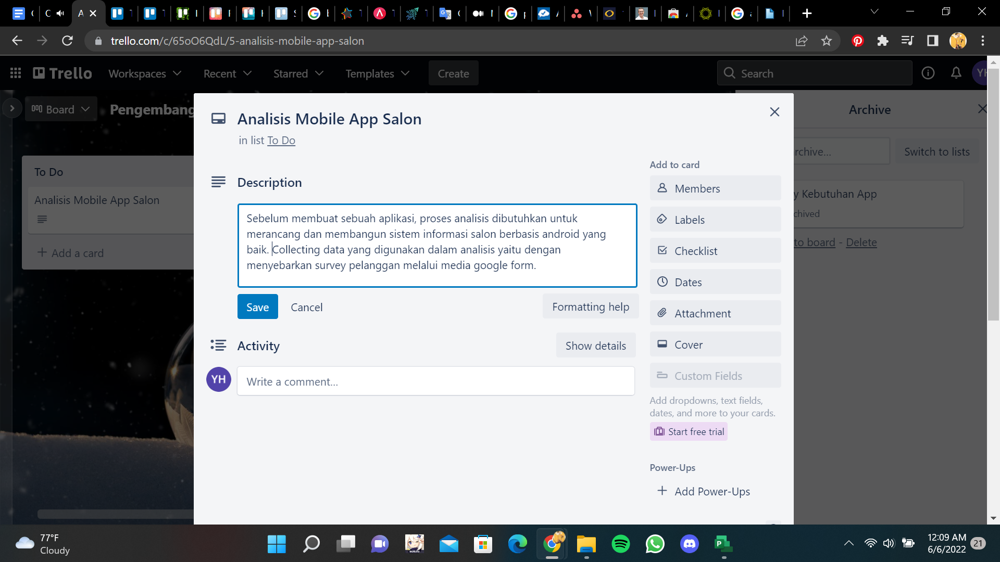 trello.com/c/65oO6QdL/5-analisis-mobile-app-salon
Trello
Workspaces
Recent
Starred
Templates
Create
Search
YH
Board
Pengembang
Archive
rchive...
Switch to lists
To Do
Analisis Mobile App Salon
+ Add a card
y Kebutuhan App
chived
to board - Delete
Analisis Mobile App Salon
in list To Do
Description
Sebelum membuat sebuah aplikasi, proses analisis dibutuhkan untuk
merancang dan membangun sistem informasi salon berbasis android yang
baik. Collecting data yang digunakan dalam analisis yaitu dengan
menyebarkan survey pelanggan melalui media google form.
Save
Cancel
Formatting help
Activity
Show details
YH
Write a comment...
Add to card
Members
Labels
Checklist
Dates
Attachment
Cover
Custom Fields
Add dropdowns, text fields,
dates, and more to your cards.
Start free trial
Power-Ups
+ Add Power-Ups
77°F
Cloudy
12:09 AM
6/6/2022
21